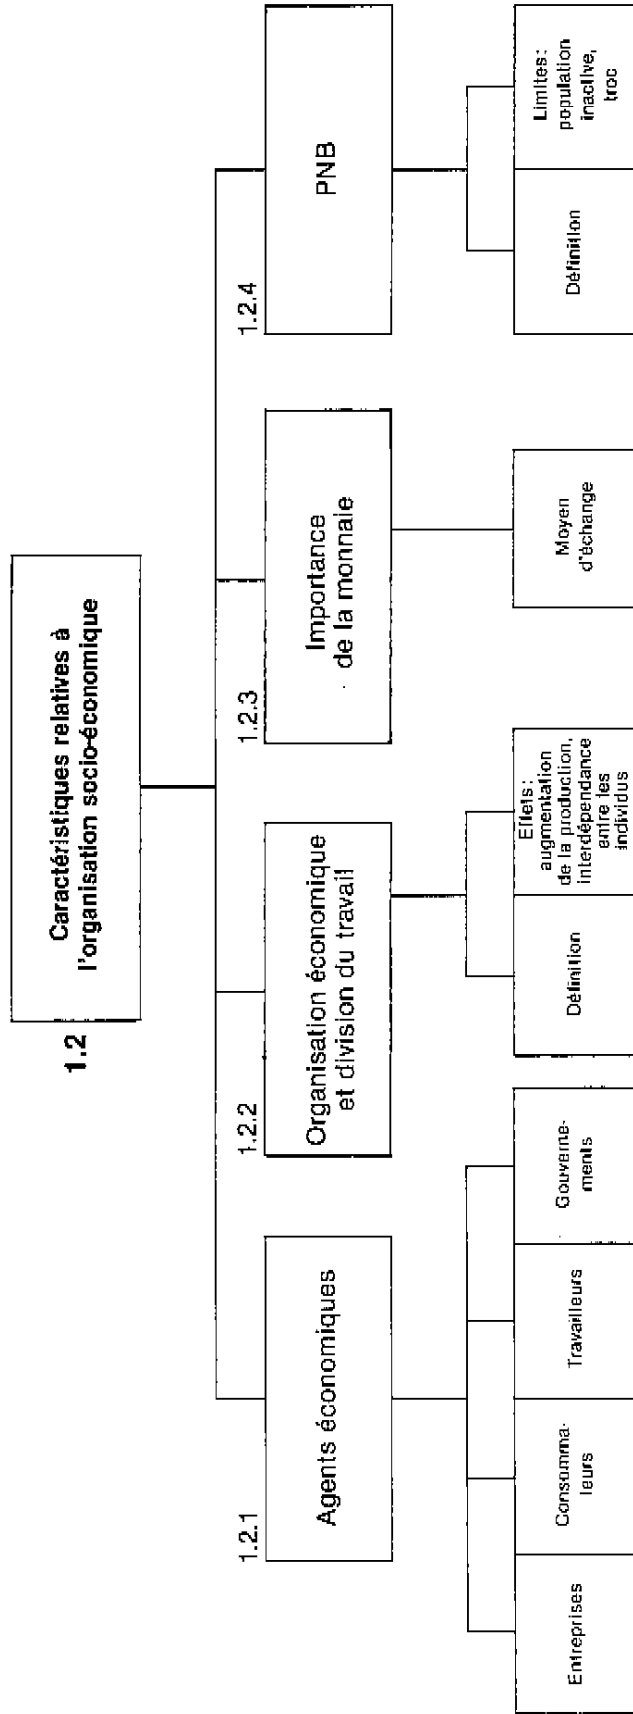 1.2
Caractéristiques relatives à
l'organisation socio-économique
1.2.1
Agents économiques
Entreprises
Consomma-
teurs
Travailleurs
Gouverne-
ments
1.2.2
Organisation économique
et division du travail
Définition
Effets :
augmentation
de la production,
interdépendance
entre les
individus
1.2.3
Importance
de la monnaie
Moyen
d'échange
1.2.4
PNB
Définition
Limites :
population
inactive,
troc